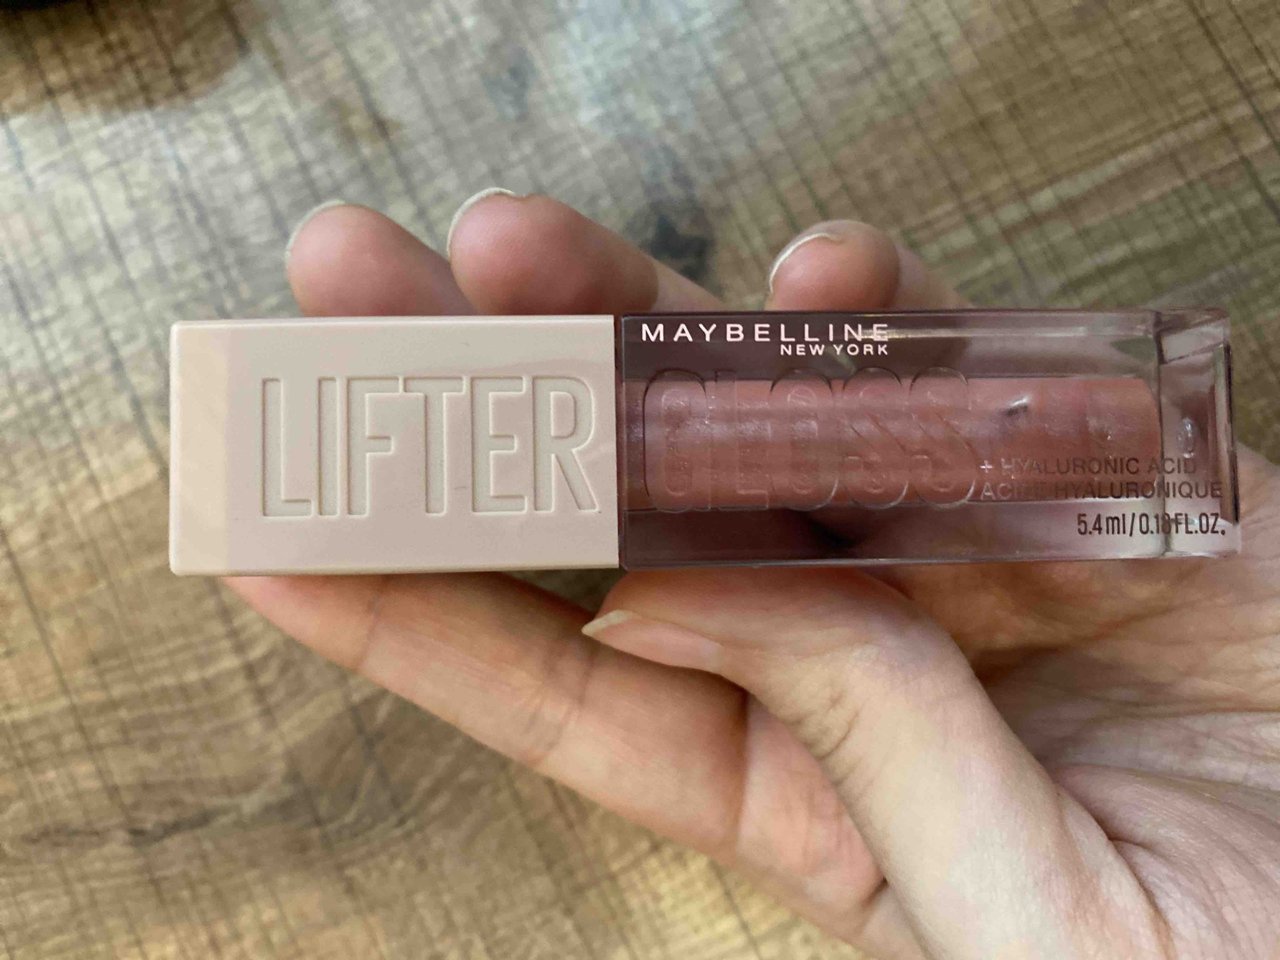 LIFTER
MAYBELLINE
NEW YORK
GLOSS
+ HYALURONIC ACID
ACIDE HYALURONIQUE
5.4 ml / 0.18 FL.OZ.